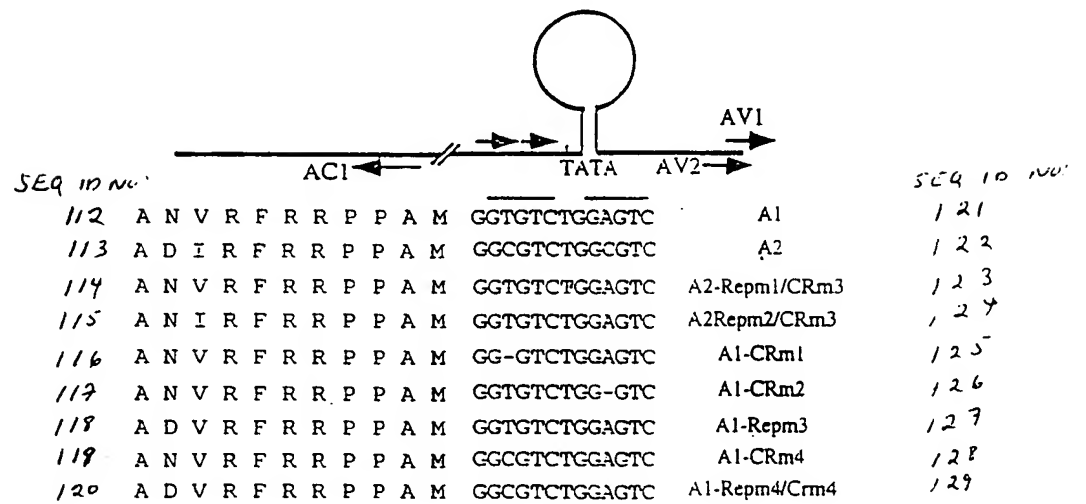 AV1
AC1 TATA AV2
SEQ ID NO: SEQ ID NO:
112 A N V R F R R P P A M GGTGTCTGGAGTC A1 121
113 A D I R F R R P P A M GGCGTCTGGCGTC A2 122
114 A N V R F R R P P A M GGTGTCTGGAGTC A2-Repm1/CRm3 123
115 A N I R F R R P P A M GGTGTCTGGAGTC A2Repm2/CRm3 124
116 A N V R F R R P P A M GG-GTCTGGAGTC A1-CRm1 125
117 A N V R F R R P P A M GGTGTCTGG-GTC A1-CRm2 126
118 A D V R F R R P P A M GGTGTCTGGAGTC A1-Repm3 127
119 A N V R F R R P P A M GGCGTCTGGAGTC A1-CRm4 128
120 A D V R F R R P P A M GGCGTCTGGAGTC A1-Repm4/Crm4 129